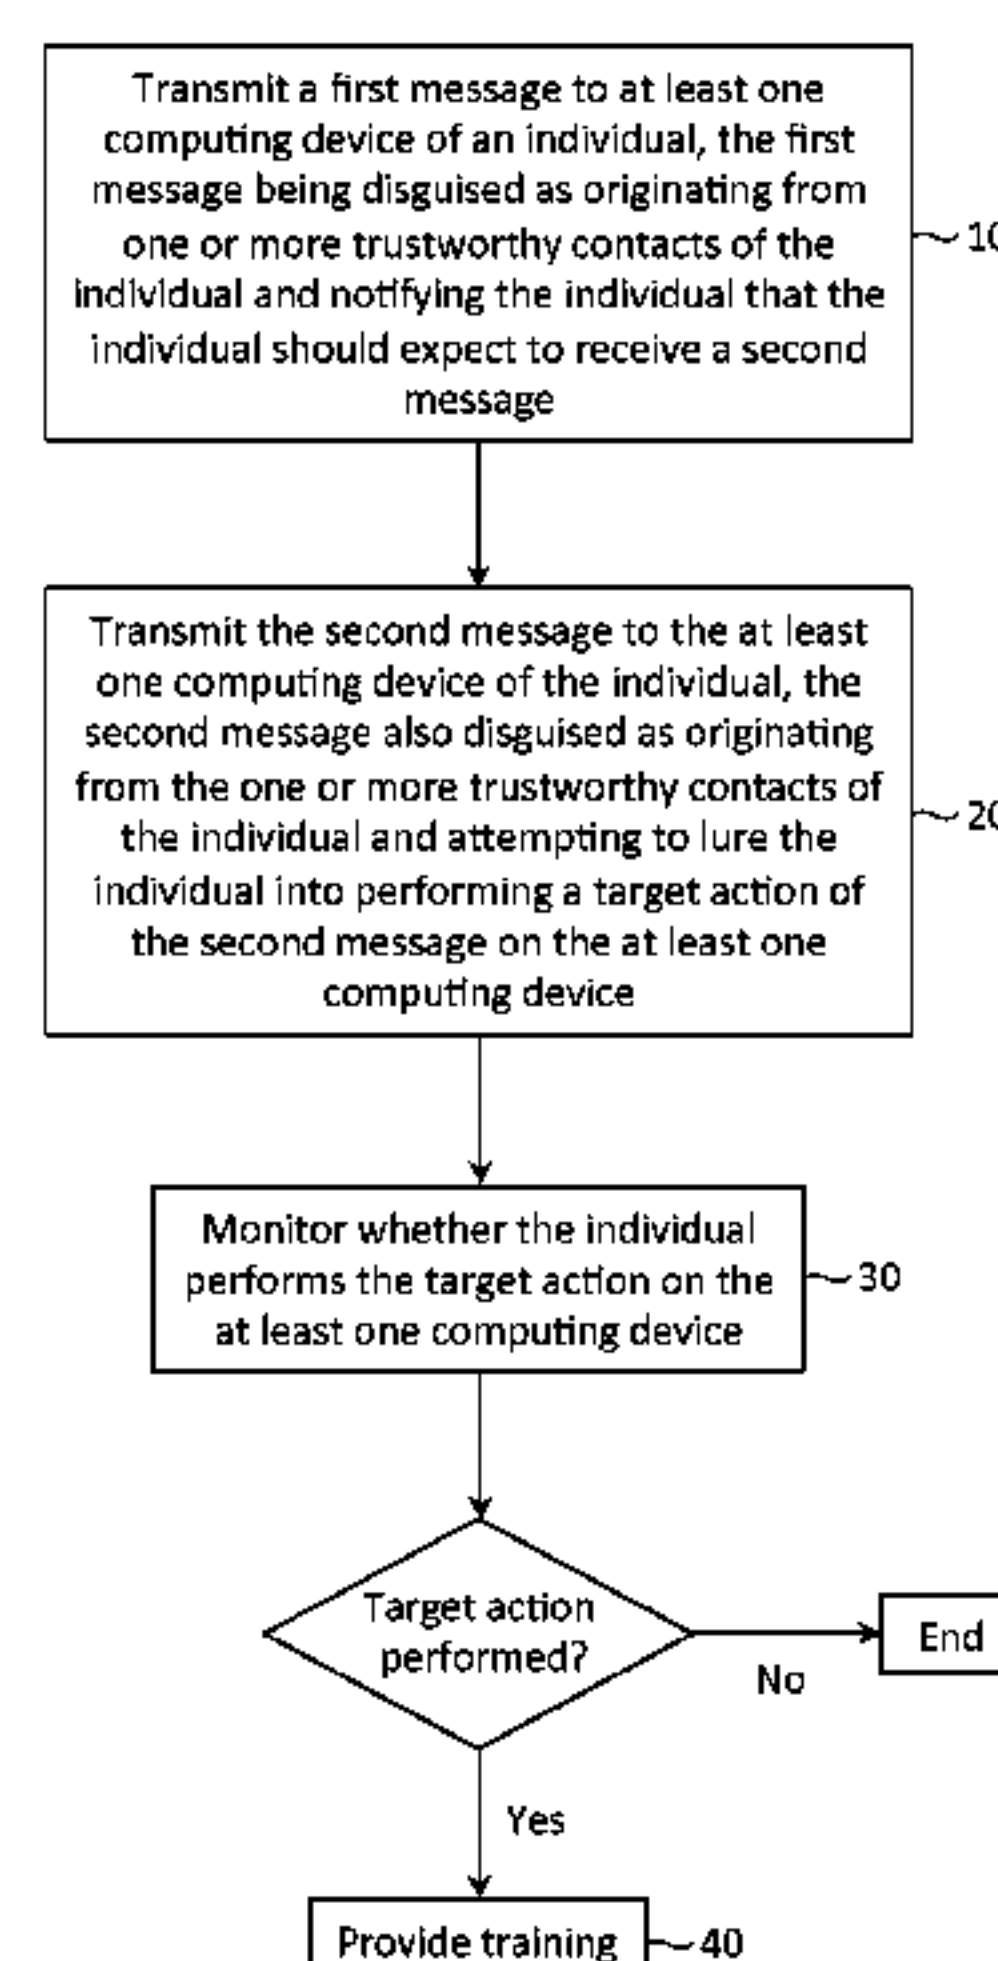 Transmit a first message to at least one
computing device of an individual, the first
message being disguised as originating from
one or more trustworthy contacts of the
individual and notifying the individual that the
individual should expect to receive a second
message
10
Transmit the second message to the at least
one computing device of the individual, the
second message also disguised as originating
from the one or more trustworthy contacts of
the individual and attempting to lure the
individual into performing a target action of
the second message on the at least one
computing device
20
Monitor whether the individual
performs the target action on the
at least one computing device
30
Target action
performed?
No
End
Yes
Provide training
40